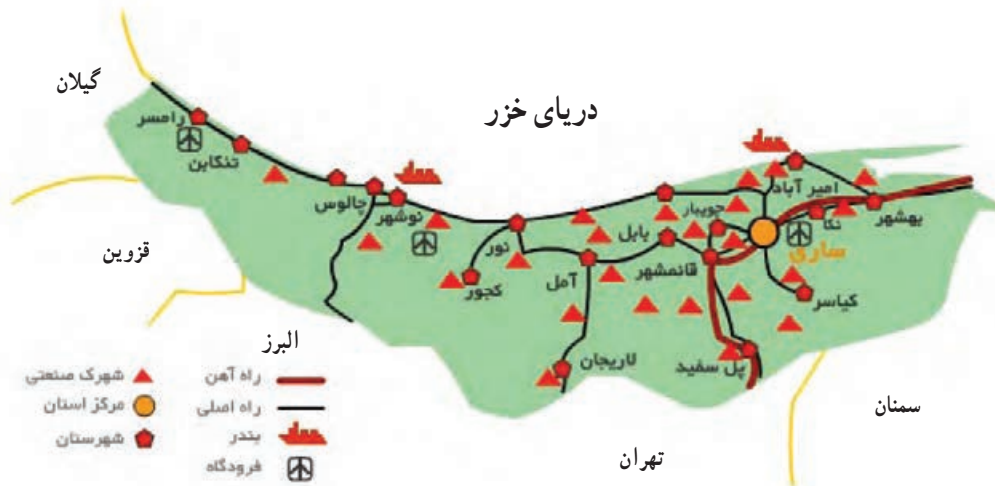 گیلان
دریای خزر
رامسر
تنکابن
امیر آباد
چالوس
نوشهر
جویبار
نکا
بهشهر
قزوین
نور
بابل
ساری
آمل
قائمشهر
کجور
کیاسر
البرز
لاریجان
پل سفید
سمنان
تهران
راه آهن
راه اصلی
بندر
فرودگاه
شهرک صنعتی
مرکز استان
شهرستان